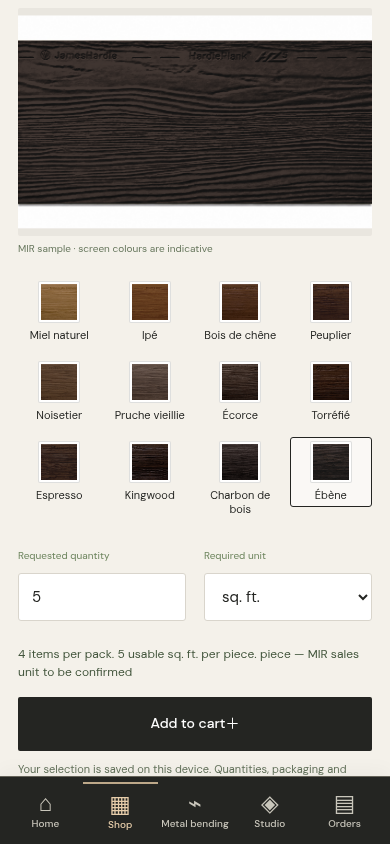 JamesHardie HardiePlank HZ5
MIR sample · screen colours are indicative
Miel naturel Ipé Bois de chêne Peuplier
Noisetier Pruche vieillie Écorce Torréfié
Espresso Kingwood Charbon de bois Ébène
Requested quantity Required unit
5 sq. ft.
4 items per pack. 5 usable sq. ft. per piece. piece — MIR sales
unit to be confirmed
Add to cart+
Your selection is saved on this device. Quantities, packaging and
Home Shop Metal bending Studio Orders